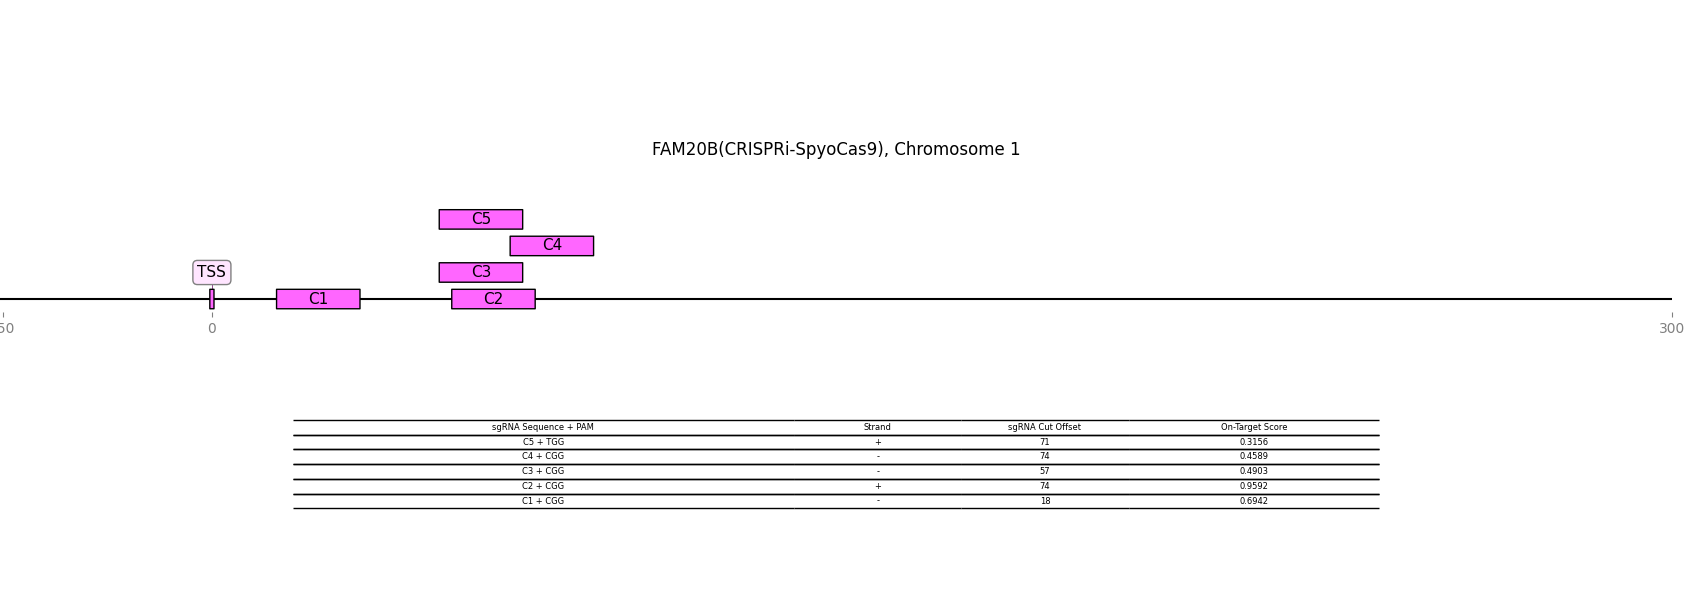 FAM20B(CRISPRi-SpyoCas9), Chromosome 1
C5
C4
TSS
C3
C1
C2
50
0
300
sgRNA Sequence + PAM Strand sgRNA Cut Offset On-Target Score
C5 + TGG + 71 0.3156
C4 + CGG - 74 0.4589
C3 + CGG - 57 0.4903
C2 + CGG + 74 0.9592
C1 + CGG - 18 0.6942